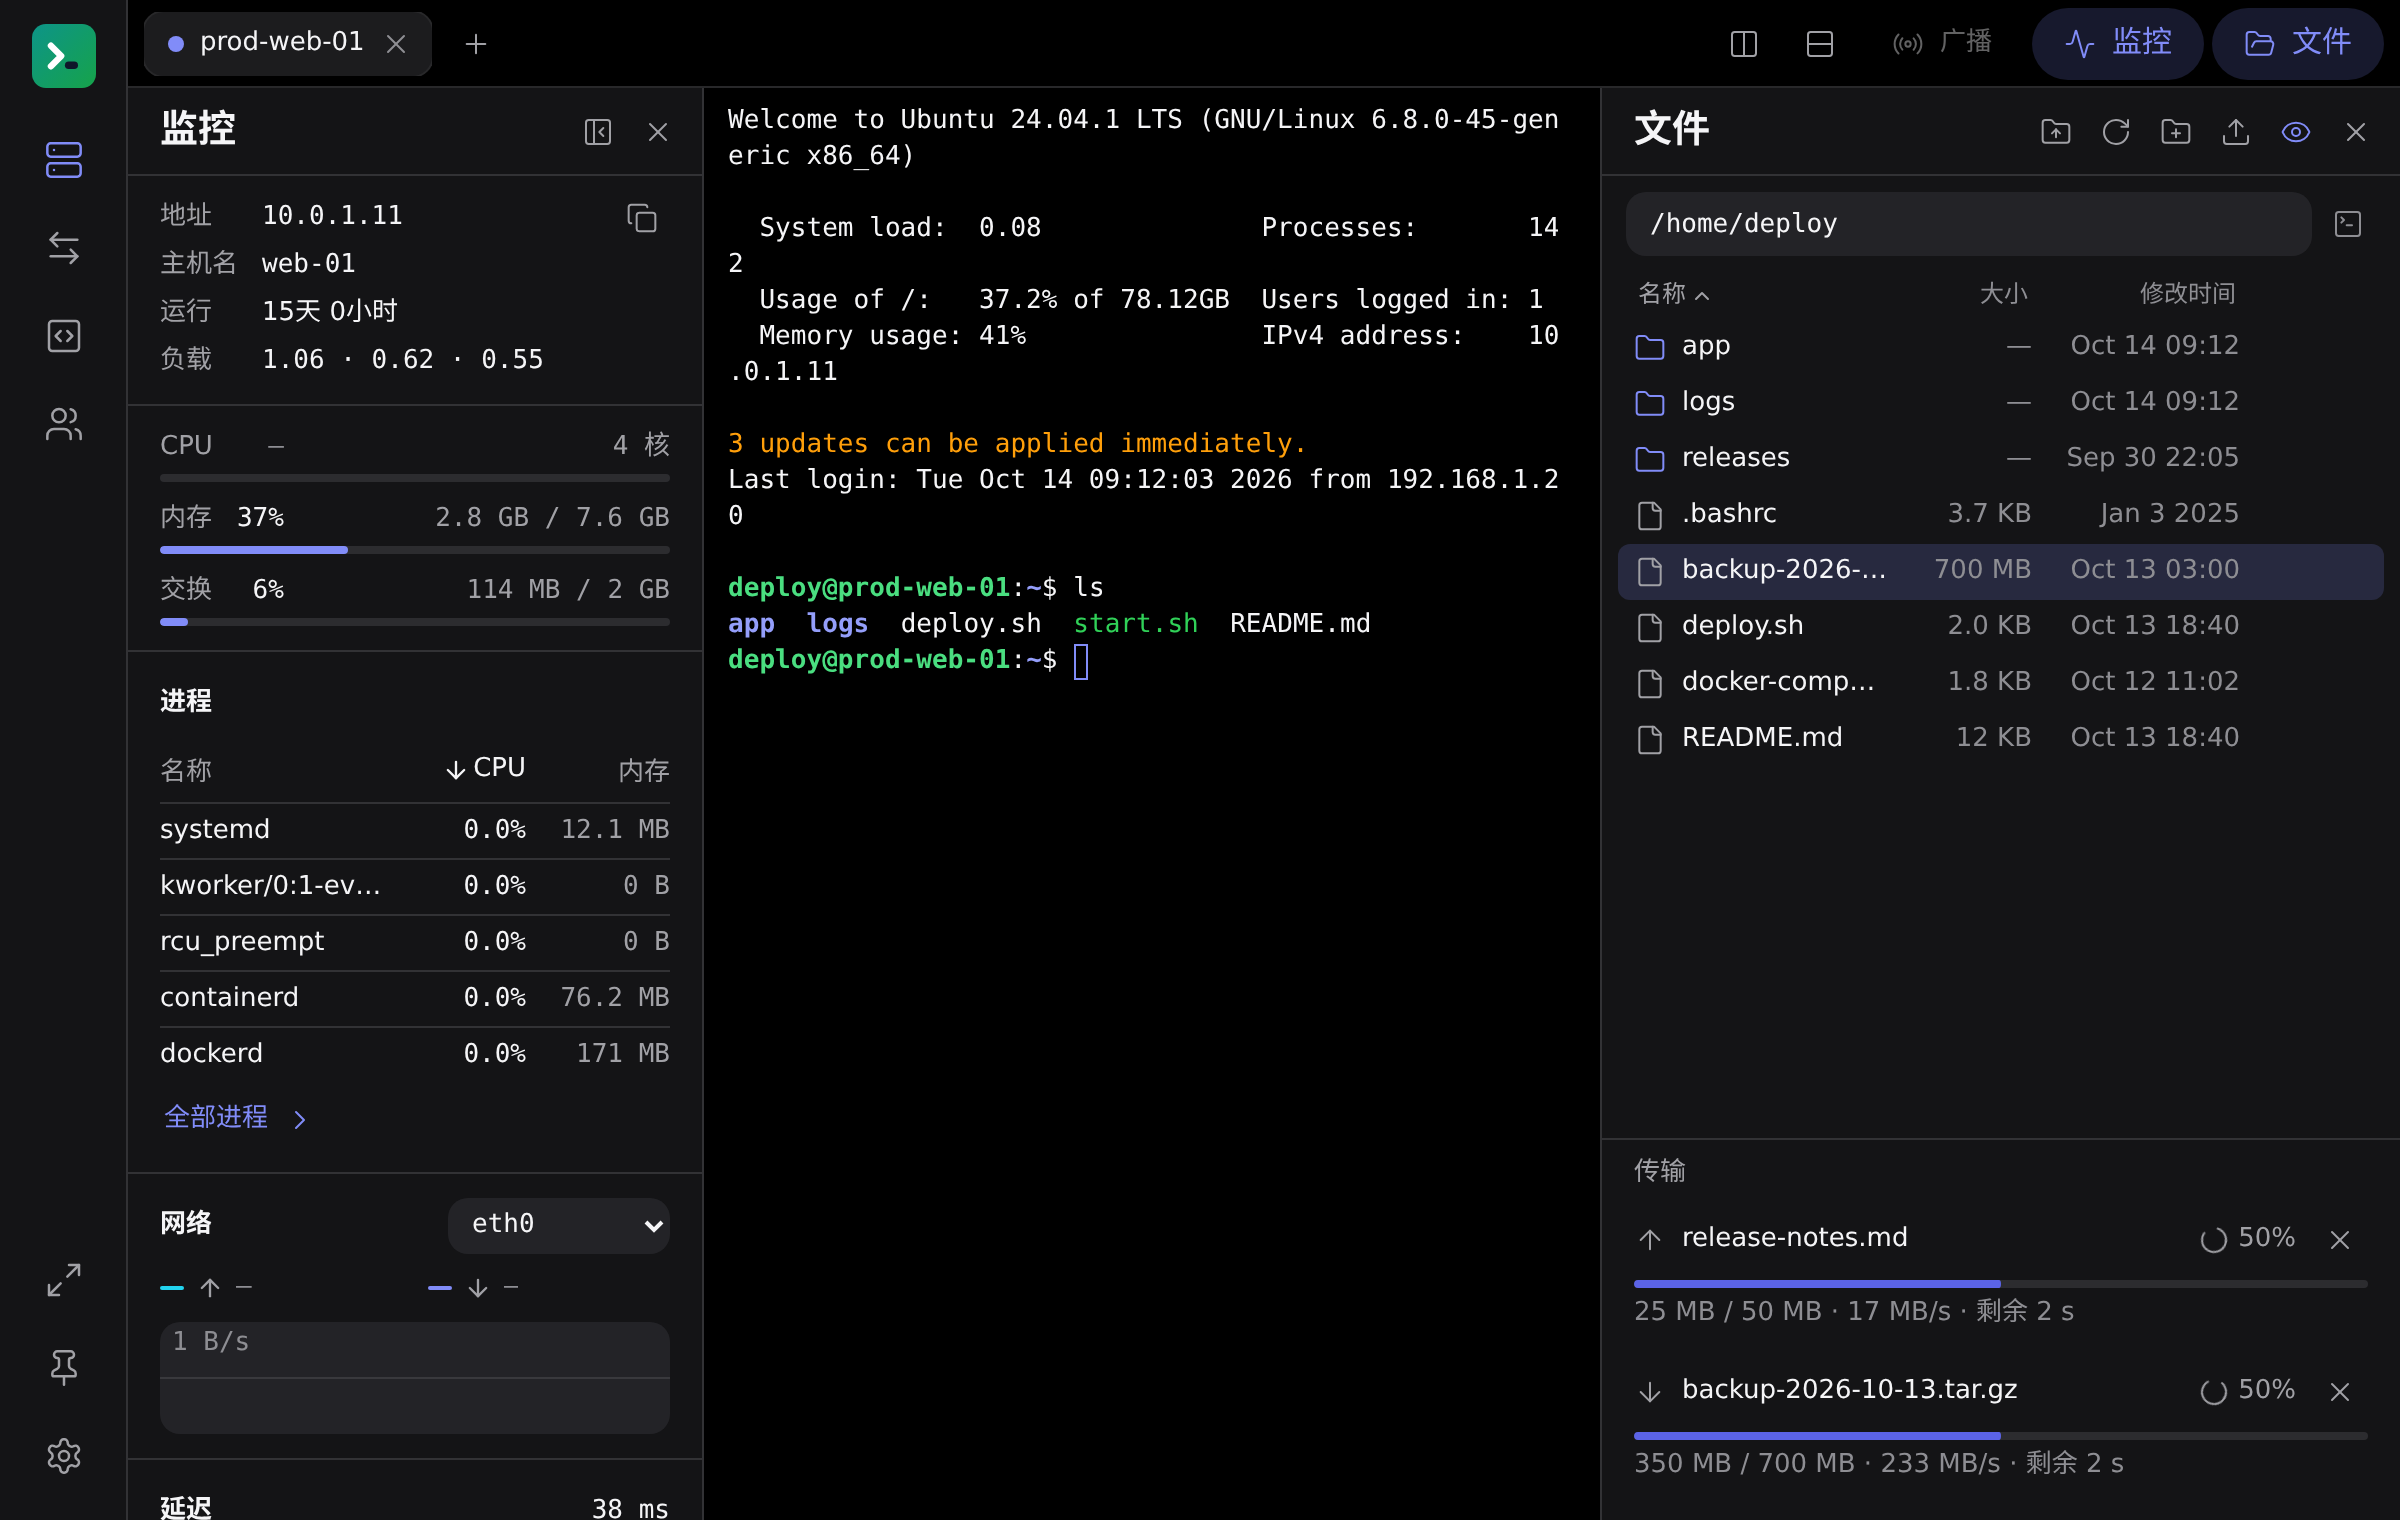 prod-web-01
广播
监控
文件
监控
地址 10.0.1.11
主机名 web-01
运行 15天 0小时
负载 1.06 · 0.62 · 0.55
CPU — 4 核
内存 37% 2.8 GB / 7.6 GB
交换 6% 114 MB / 2 GB
进程
名称 CPU 内存
systemd 0.0% 12.1 MB
kworker/0:1-ev… 0.0% 0 B
rcu_preempt 0.0% 0 B
containerd 0.0% 76.2 MB
dockerd 0.0% 171 MB
全部进程
网络 eth0
↑ — ↓ —
1 B/s
延迟 38 ms
Welcome to Ubuntu 24.04.1 LTS (GNU/Linux 6.8.0-45-gen
eric x86_64)
System load: 0.08 Processes: 14
2
Usage of /: 37.2% of 78.12GB Users logged in: 1
Memory usage: 41% IPv4 address: 10
.0.1.11
3 updates can be applied immediately.
Last login: Tue Oct 14 09:12:03 2026 from 192.168.1.2
0
deploy@prod-web-01:~$ ls
app logs deploy.sh start.sh README.md
deploy@prod-web-01:~$
文件
/home/deploy
名称 大小 修改时间
app — Oct 14 09:12
logs — Oct 14 09:12
releases — Sep 30 22:05
.bashrc 3.7 KB Jan 3 2025
backup-2026-… 700 MB Oct 13 03:00
deploy.sh 2.0 KB Oct 13 18:40
docker-comp… 1.8 KB Oct 12 11:02
README.md 12 KB Oct 13 18:40
传输
release-notes.md 50%
25 MB / 50 MB · 17 MB/s · 剩余 2 s
backup-2026-10-13.tar.gz 50%
350 MB / 700 MB · 233 MB/s · 剩余 2 s